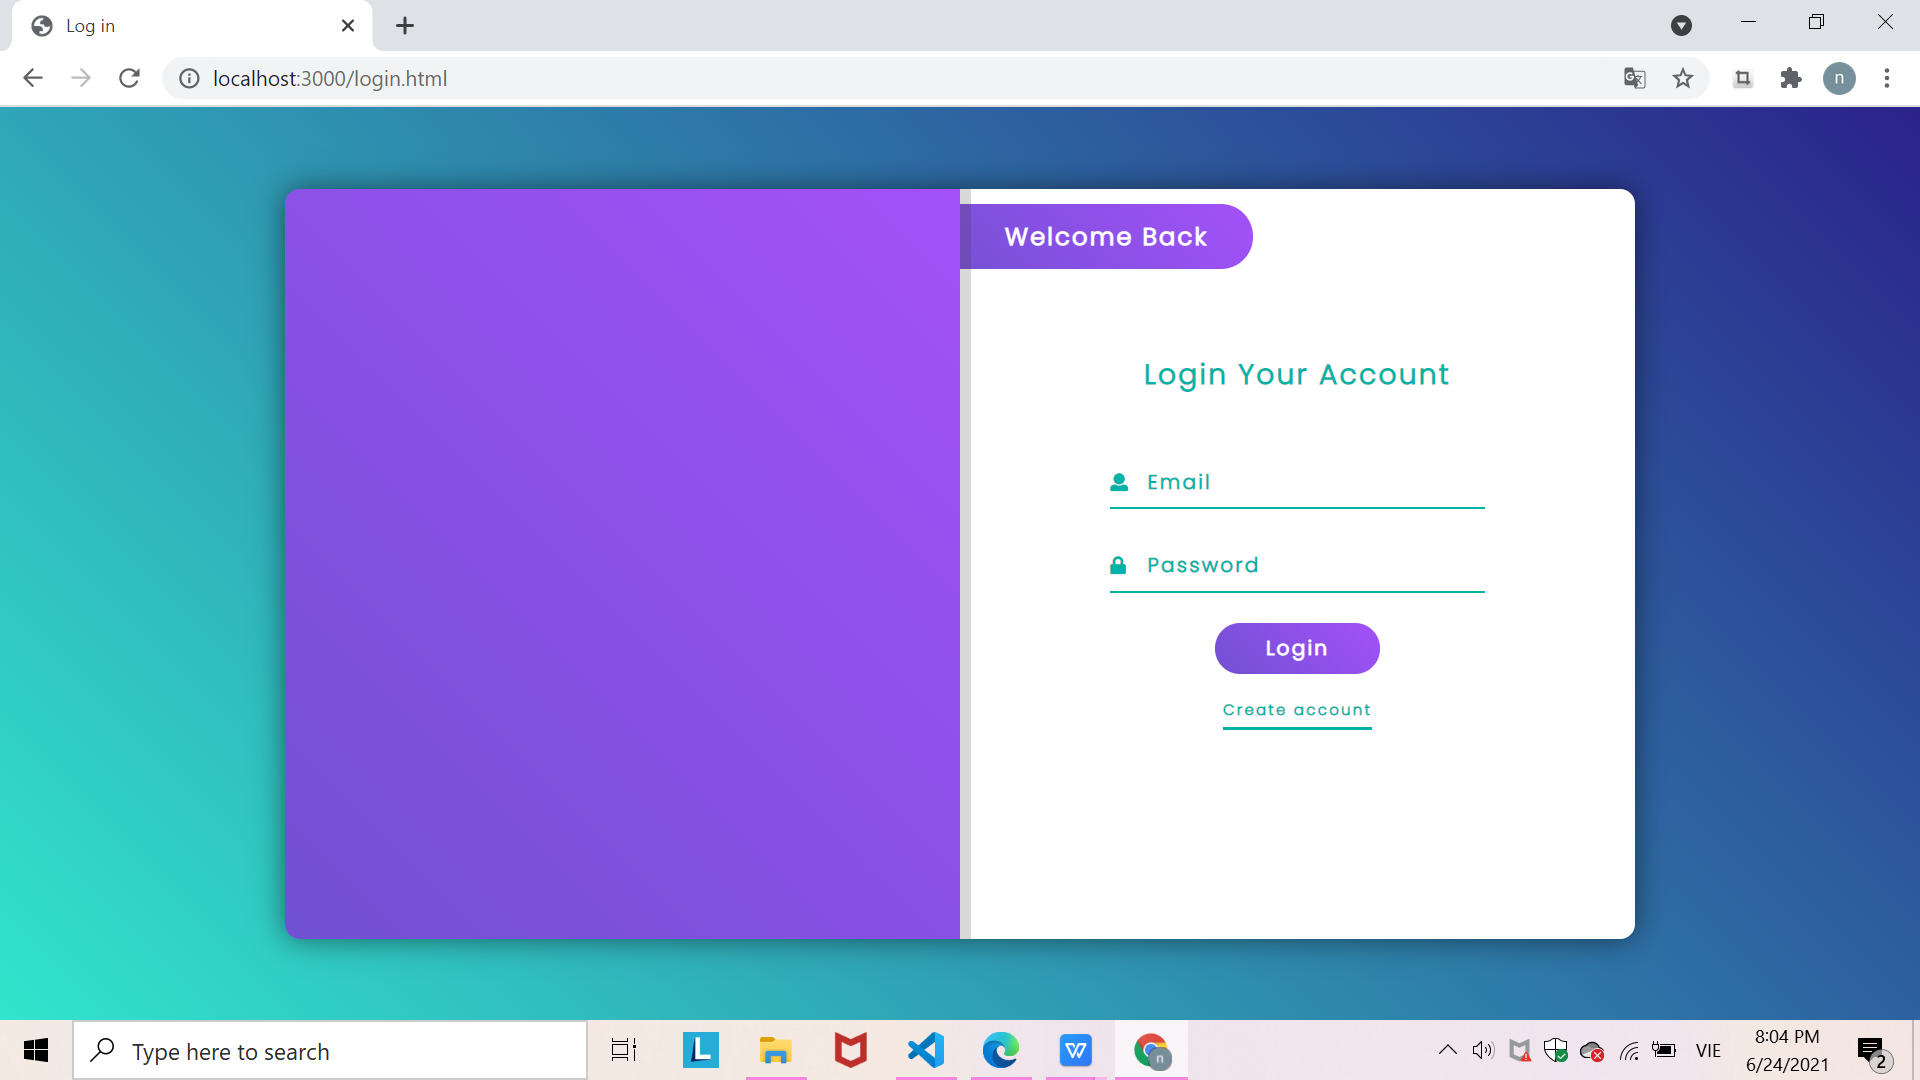 Log in
localhost:3000/login.html
n
Welcome Back
Login Your Account
Email
Password
Login
Create account
Type here to search
L
W
n
VIE
8:04 PM
6/24/2021
2